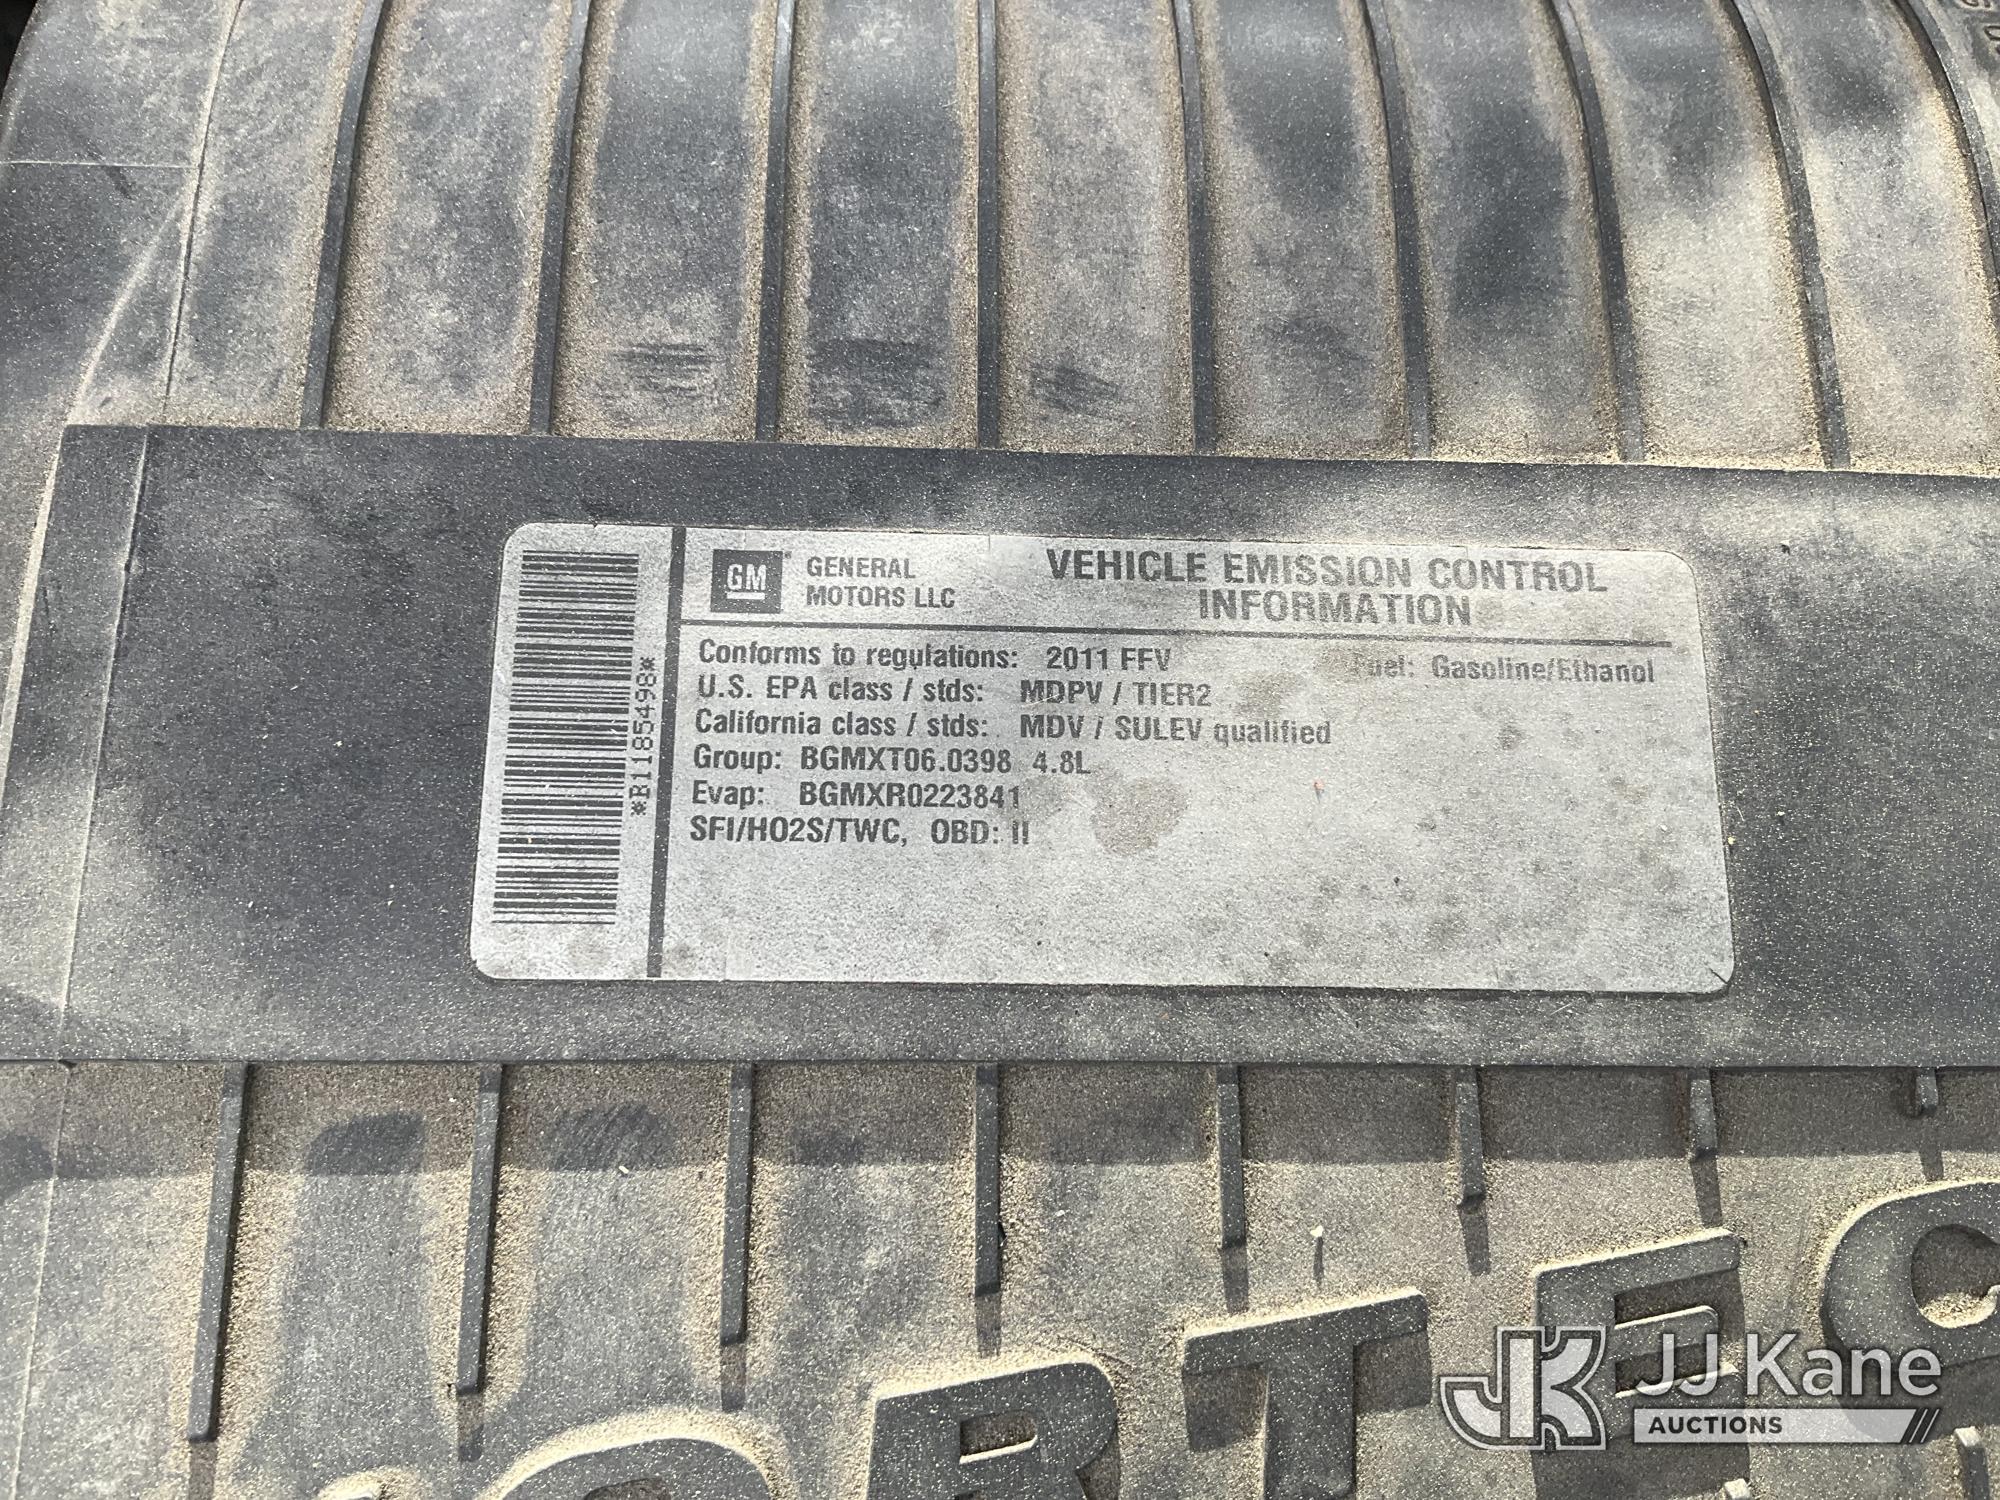 GM
GENERAL
MOTORS LLC
VEHICLE EMISSION CONTROL
INFORMATION
Conforms to regulations: 2011 FFV
Fuel: Gasoline/Ethanol
U.S. EPA class / stds: MDPV / TIER2
California class / stds: MDV / SULEV qualified
Group: BGMXT06.0398 4.8L
Evap: BGMXR0223841
SFI/HO2S/TWC, OBD: II
*B1185498*
ORTEC
JK JJ Kane
AUCTIONS